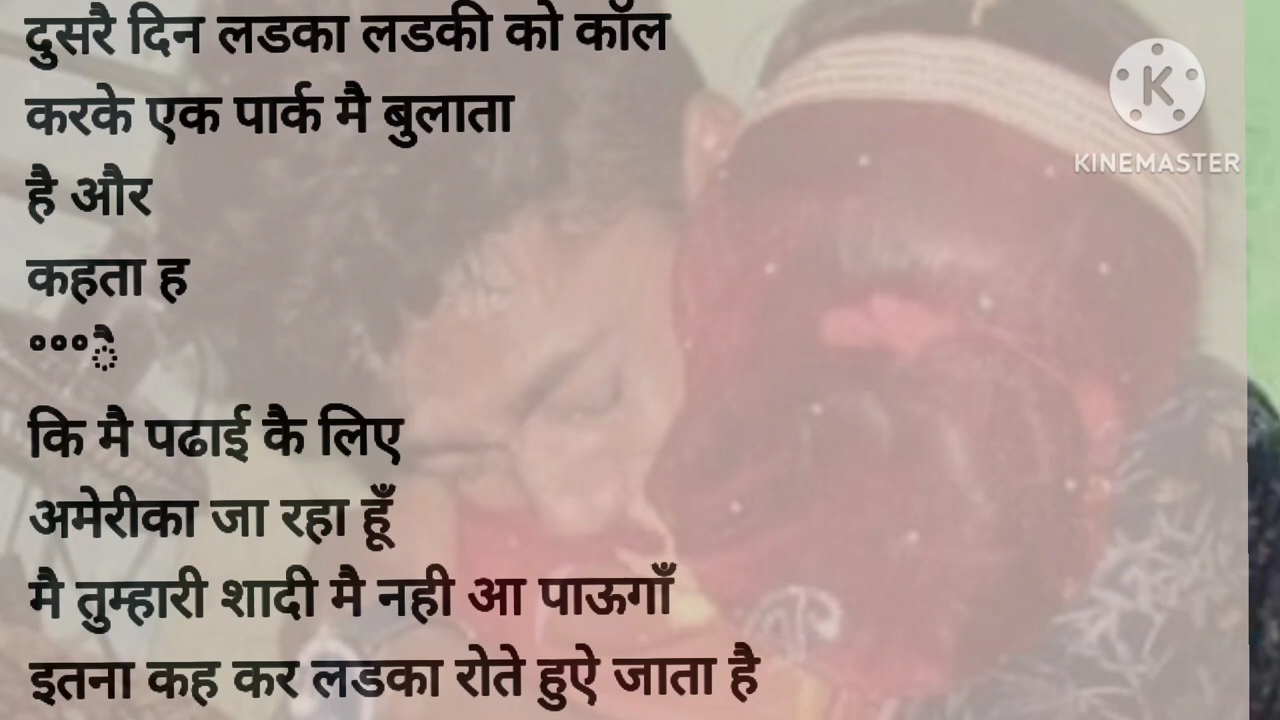 दुसरै दिन लडका लडकी को कॉल
करके एक पार्क मै बुलाता
है और
कहता ह
°°°ै
कि मै पढाई कै लिए
अमेरीका जा रहा हूँ
मै तुम्हारी शादी मै नही आ पाऊगाँ
इतना कह कर लडका रोते हुऐ जाता है
K
KINEMASTER